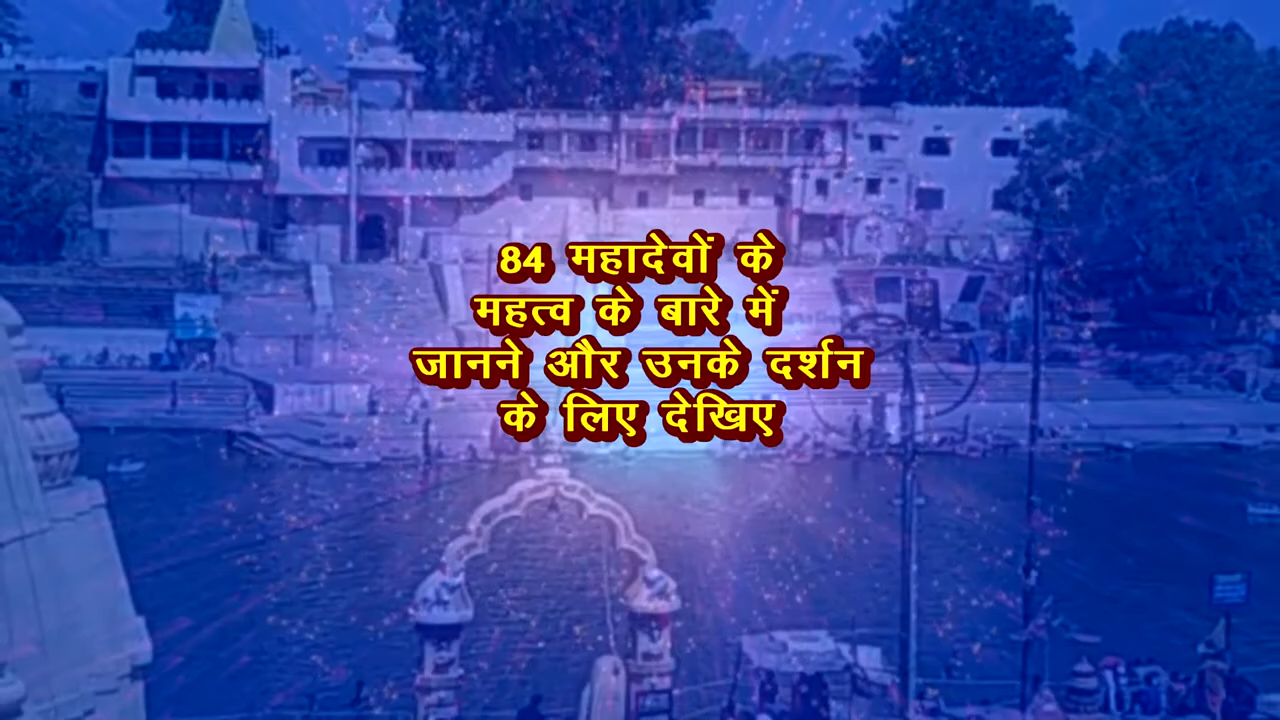 84 महादेवों के
महत्व के बारे में
जानने और उनके दर्शन
के लिए देखिए